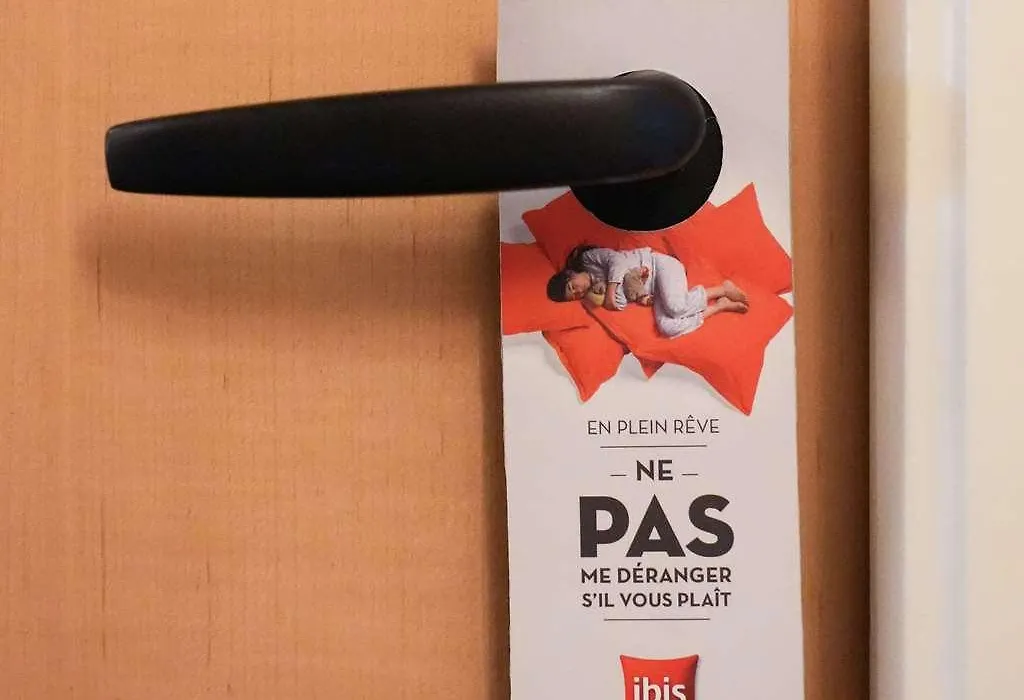 EN PLEIN RÊVE
– NE –
PAS
ME DÉRANGER
S'IL VOUS PLAÎT
ibis